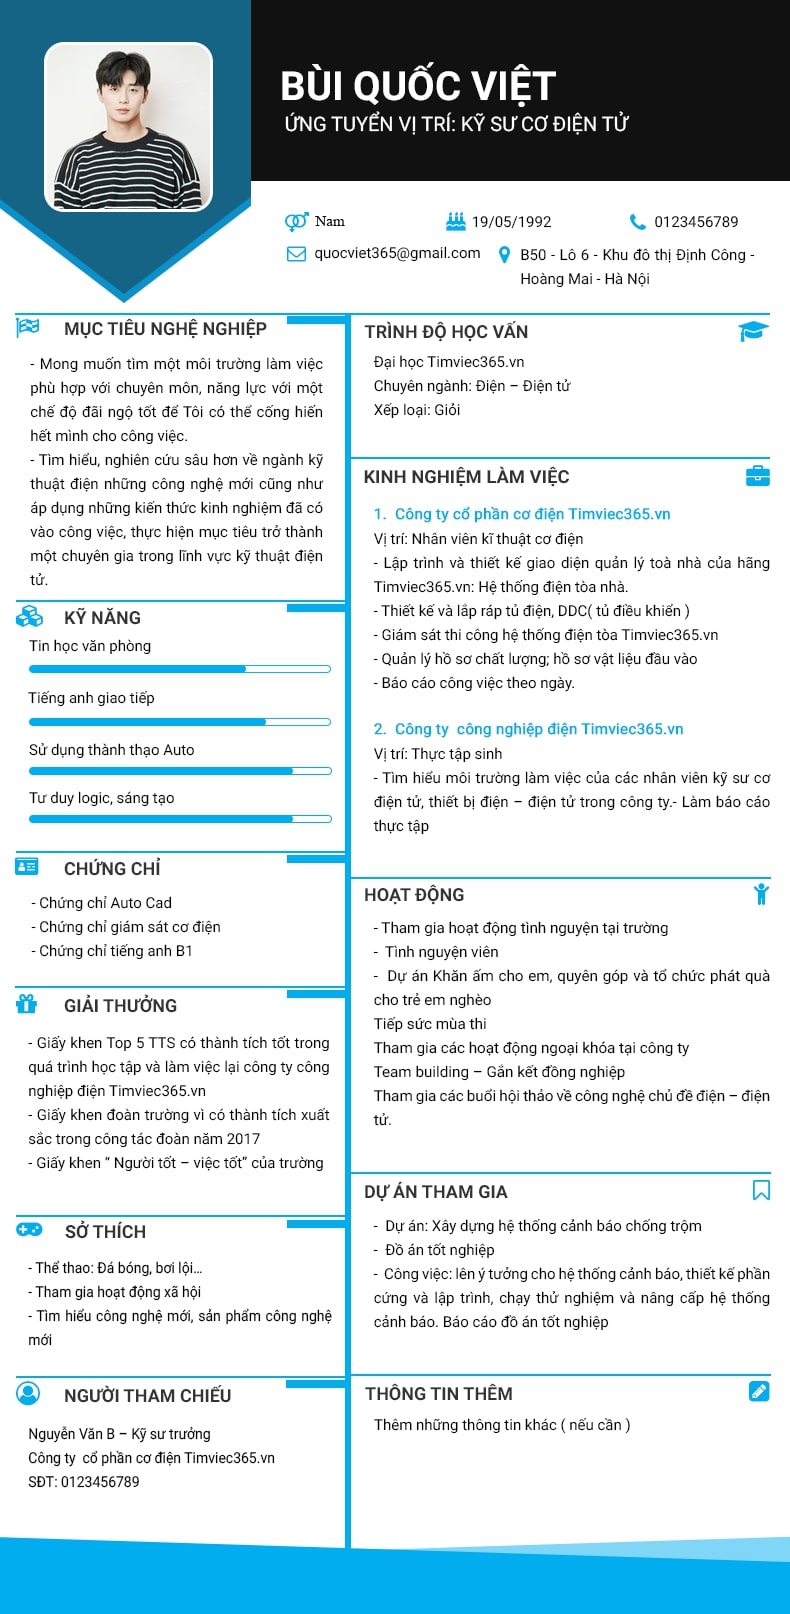 BÙI QUỐC VIỆT
ỨNG TUYỂN VỊ TRÍ: KỸ SƯ CƠ ĐIỆN TỬ
Nam
19/05/1992
0123456789
quocviet365@gmail.com
B50 - Lô 6 - Khu đô thị Định Công -
Hoàng Mai - Hà Nội
MỤC TIÊU NGHỀ NGHIỆP
- Mong muốn tìm một môi trường làm việc
phù hợp với chuyên môn, năng lực với một
chế độ đãi ngộ tốt để Tôi có thể cống hiến
hết mình cho công việc.
- Tìm hiểu, nghiên cứu sâu hơn về ngành kỹ
thuật điện những công nghệ mới cũng như
áp dụng những kiến thức kinh nghiệm đã có
vào công việc, thực hiện mục tiêu trở thành
một chuyên gia trong lĩnh vực kỹ thuật điện
tử.
KỸ NĂNG
Tin học văn phòng
Tiếng anh giao tiếp
Sử dụng thành thạo Auto
Tư duy logic, sáng tạo
CHỨNG CHỈ
- Chứng chỉ Auto Cad
- Chứng chỉ giám sát cơ điện
- Chứng chỉ tiếng anh B1
GIẢI THƯỞNG
- Giấy khen Top 5 TTS có thành tích tốt trong
quá trình học tập và làm việc lại công ty công
nghiệp điện Timviec365.vn
- Giấy khen đoàn trường vì có thành tích xuất
sắc trong công tác đoàn năm 2017
- Giấy khen “ Người tốt – việc tốt” của trường
SỞ THÍCH
- Thể thao: Đá bóng, bơi lội...
- Tham gia hoạt động xã hội
- Tìm hiểu công nghệ mới, sản phẩm công nghệ
mới
NGƯỜI THAM CHIẾU
Nguyễn Văn B – Kỹ sư trưởng
Công ty cổ phần cơ điện Timviec365.vn
SĐT: 0123456789
TRÌNH ĐỘ HỌC VẤN
Đại học Timviec365.vn
Chuyên ngành: Điện – Điện tử
Xếp loại: Giỏi
KINH NGHIỆM LÀM VIỆC
1. Công ty cổ phần cơ điện Timviec365.vn
Vị trí: Nhân viên kĩ thuật cơ điện
- Lập trình và thiết kế giao diện quản lý toà nhà của hãng
Timviec365.vn: Hệ thống điện tòa nhà.
- Thiết kế và lắp ráp tủ điện, DDC( tủ điều khiển )
- Giám sát thi công hệ thống điện tòa Timviec365.vn
- Quản lý hồ sơ chất lượng; hồ sơ vật liệu đầu vào
- Báo cáo công việc theo ngày.
2. Công ty công nghiệp điện Timviec365.vn
Vị trí: Thực tập sinh
- Tìm hiểu môi trường làm việc của các nhân viên kỹ sư cơ
điện tử, thiết bị điện – điện tử trong công ty.- Làm báo cáo
thực tập
HOẠT ĐỘNG
- Tham gia hoạt động tình nguyện tại trường
- Tình nguyện viên
- Dự án Khăn ấm cho em, quyên góp và tổ chức phát quà
cho trẻ em nghèo
Tiếp sức mùa thi
Tham gia các hoạt động ngoại khóa tại công ty
Team building – Gắn kết đồng nghiệp
Tham gia các buổi hội thảo về công nghệ chủ đề điện – điện
tử.
DỰ ÁN THAM GIA
- Dự án: Xây dựng hệ thống cảnh báo chống trộm
- Đồ án tốt nghiệp
- Công việc: lên ý tưởng cho hệ thống cảnh báo, thiết kế phần
cứng và lập trình, chạy thử nghiệm và nâng cấp hệ thống
cảnh báo. Báo cáo đồ án tốt nghiệp
THÔNG TIN THÊM
Thêm những thông tin khác ( nếu cần )